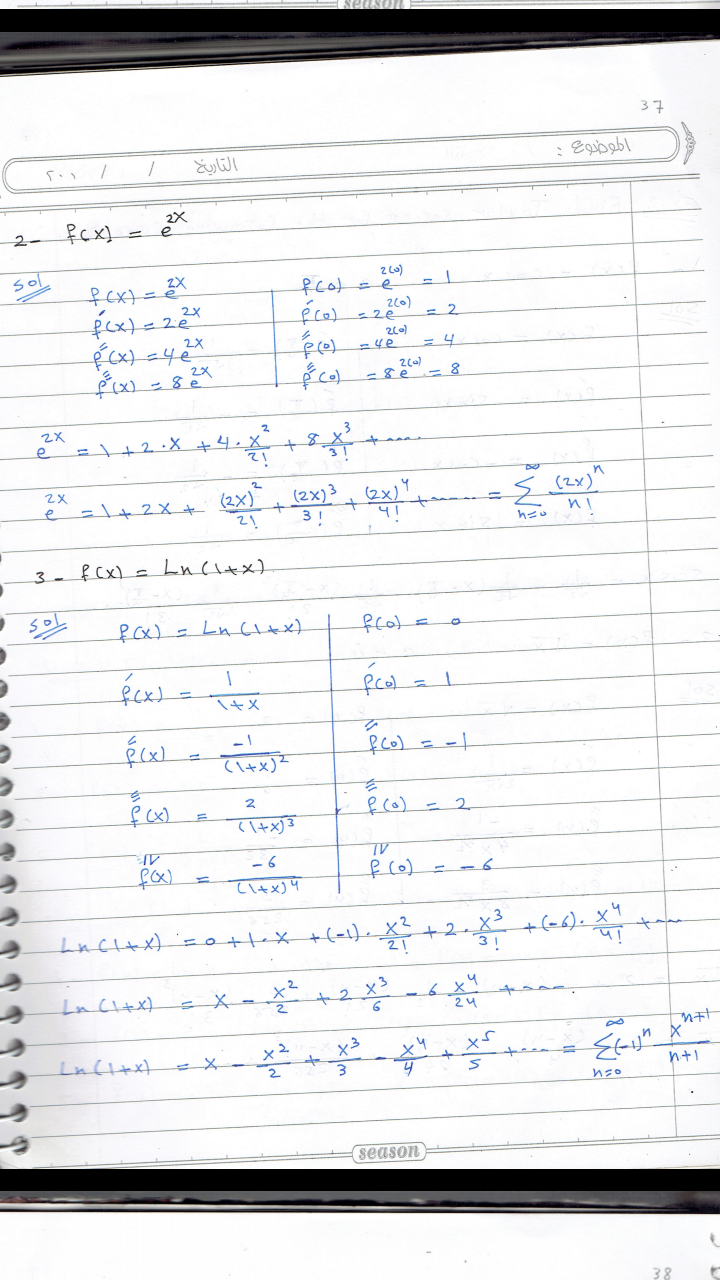 season
37
الموضوع :
التاريخ / / ٢٠١
2- f(x) = e^{2x}
Sol
f(x) = e^{2x} | f(0) = e^{2(0)} = 1
f́(x) = 2e^{2x} | f́(0) = 2e^{2(0)} = 2
f″(x) = 4e^{2x} | f″(0) = 4e^{2(0)} = 4
f‴(x) = 8e^{2x} | f‴(0) = 8e^{2(0)} = 8
e^{2x} = 1 + 2·x + 4·x²/2! + 8 x³/3! + .....
e^{2x} = 1 + 2x + (2x)²/2! + (2x)³/3! + (2x)⁴/4! + ...... = ∑_{n=0}^{∞} (2x)^n/n!
3- f(x) = Ln(1+x)
Sol
f(x) = Ln(1+x) | f(0) = 0
f́(x) = 1/(1+x) | f́(0) = 1
f″(x) = -1/(1+x)² | f″(0) = -1
f‴(x) = 2/(1+x)³ | f‴(0) = 2
f^{IV}(x) = -6/(1+x)⁴ | f^{IV}(0) = -6
Ln(1+x) = 0 + 1·x + (-1)·x²/2! + 2·x³/3! + (-6)·x⁴/4! + ....
Ln(1+x) = x - x²/2 + 2 x³/6 - 6 x⁴/24 + .....
Ln(1+x) = x - x²/2 + x³/3 - x⁴/4 + x⁵/5 + .... = ∑_{n=0}^{∞} (-1)^n x^{n+1}/(n+1)
season
38